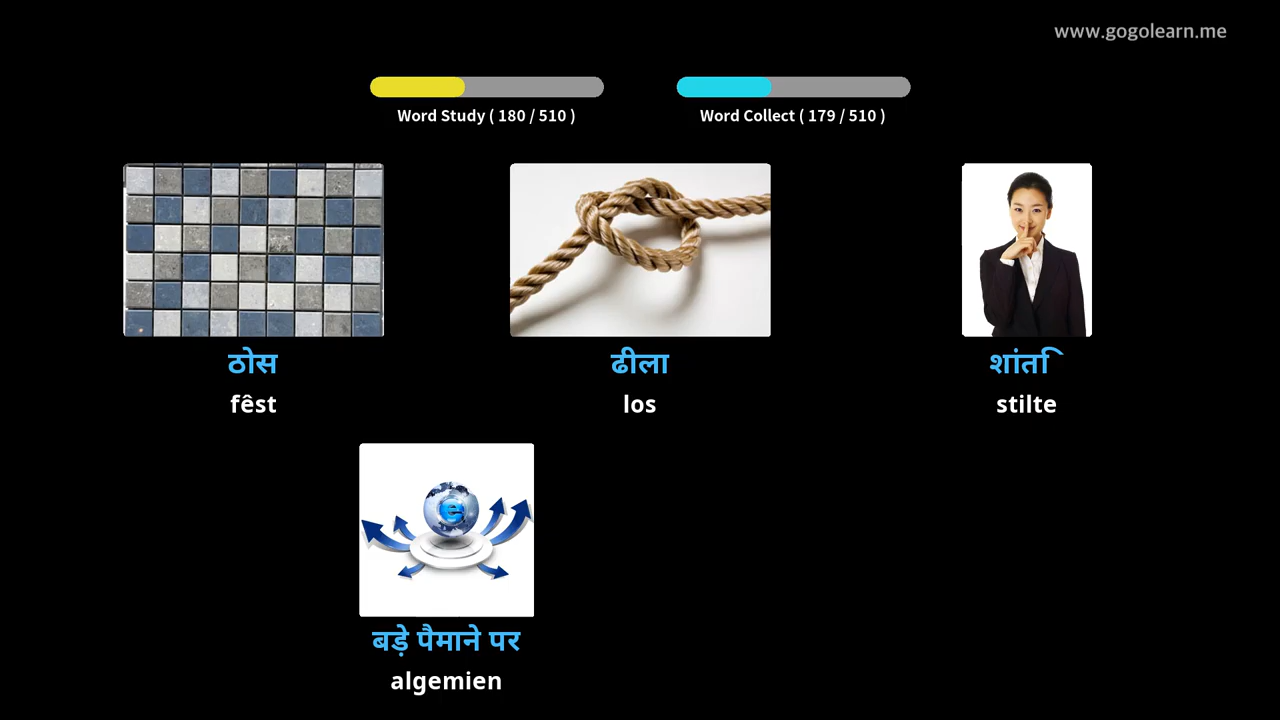 www.gogolearn.me
Word Study ( 180 / 510 )
Word Collect ( 179 / 510 )
ठोस
fêst
ढीला
los
शांति
stilte
e
बड़े पैमाने पर
algemien